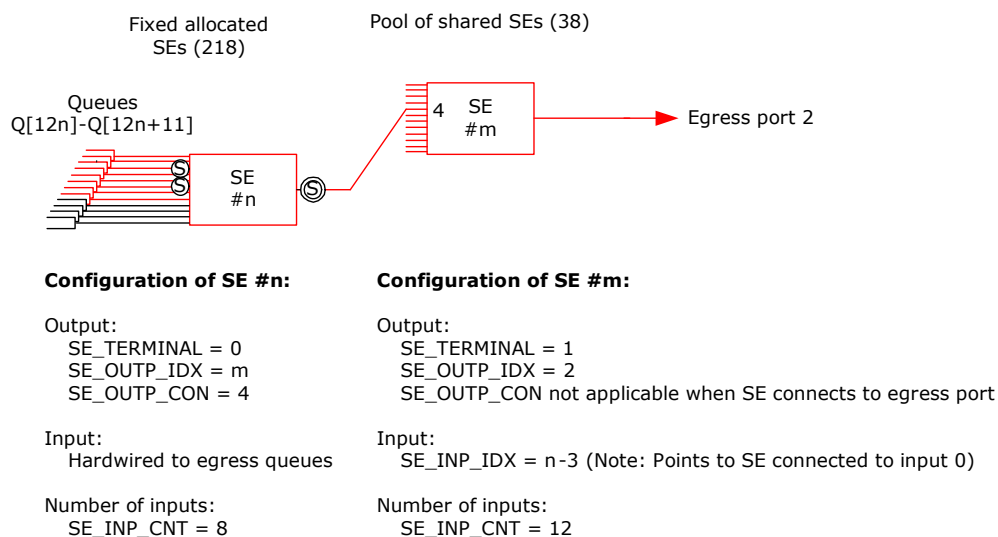 Fixed allocated
SEs (218)
Pool of shared SEs (38)
Queues
Q[12n]-Q[12n+11]
S
S
SE
#n
S
4
SE
#m
Egress port 2
Configuration of SE #n:
Output:
SE_TERMINAL = 0
SE_OUTP_IDX = m
SE_OUTP_CON = 4
Input:
Hardwired to egress queues
Number of inputs:
SE_INP_CNT = 8
Configuration of SE #m:
Output:
SE_TERMINAL = 1
SE_OUTP_IDX = 2
SE_OUTP_CON not applicable when SE connects to egress port
Input:
SE_INP_IDX = n-3 (Note: Points to SE connected to input 0)
Number of inputs:
SE_INP_CNT = 12